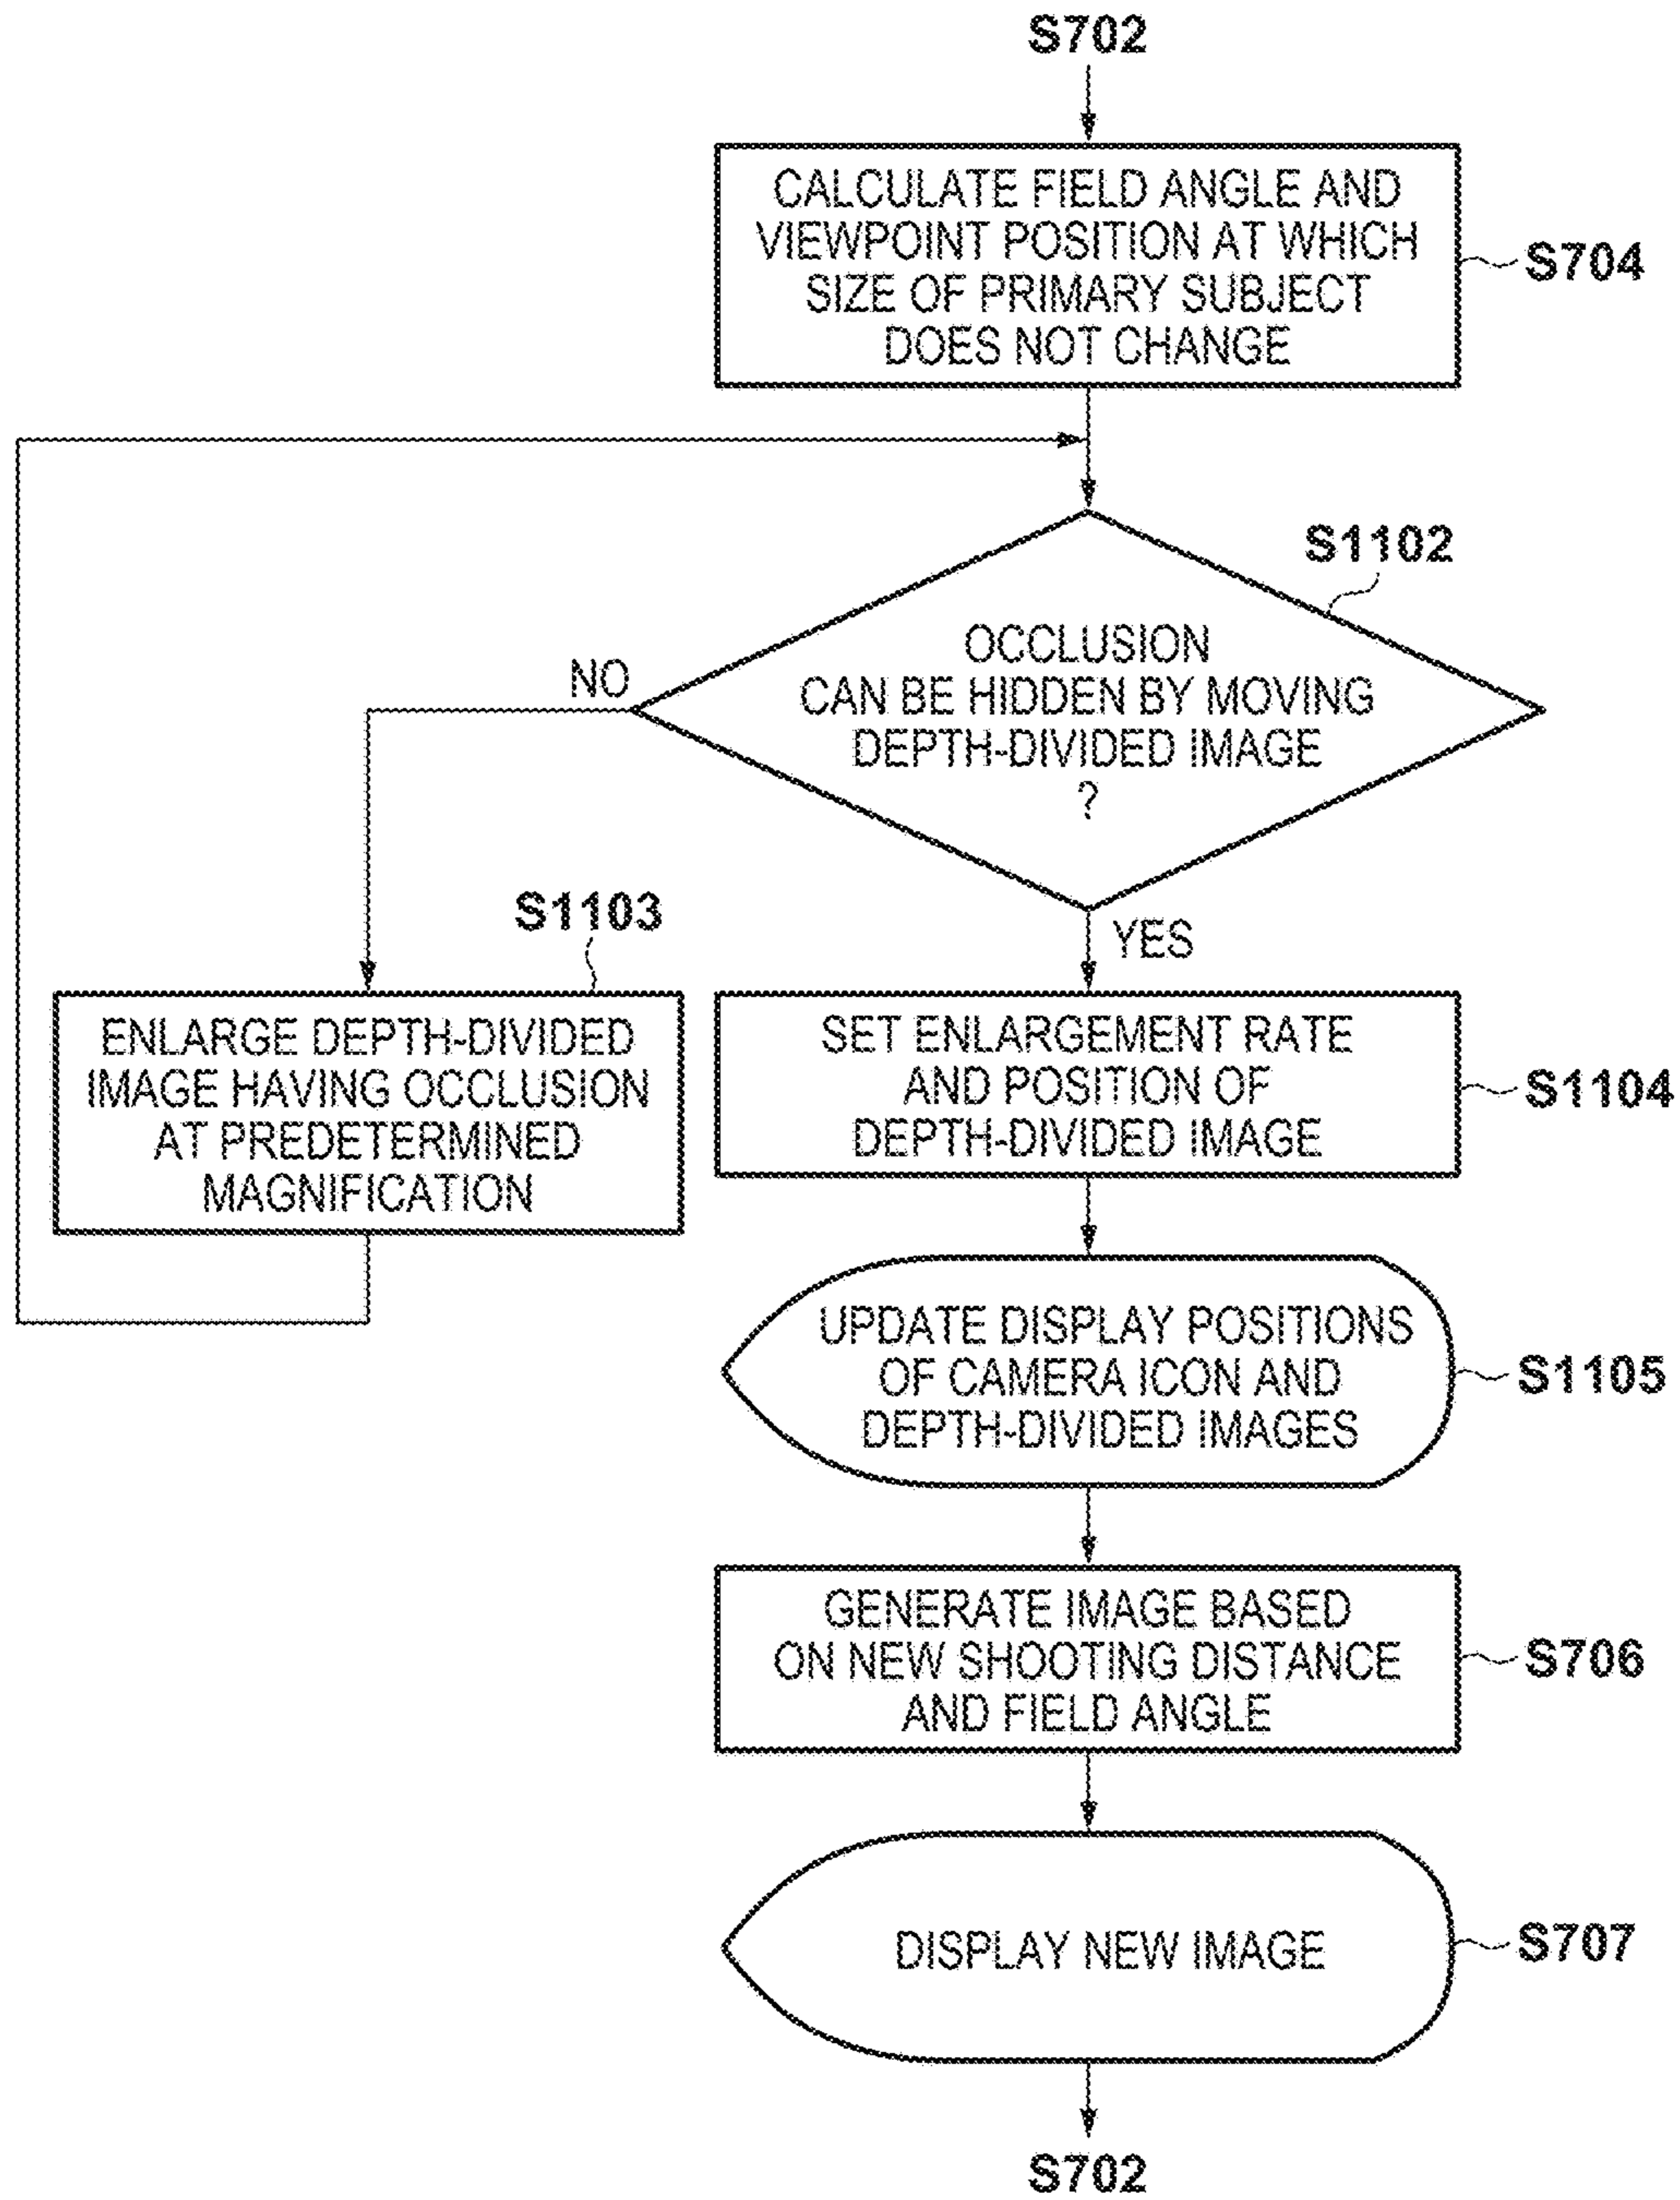 S702
CALCULATE FIELD ANGLE AND
VIEWPOINT POSITION AT WHICH
SIZE OF PRIMARY SUBJECT
DOES NOT CHANGE
S704
S1102
OCCLUSION
CAN BE HIDDEN BY MOVING
DEPTH-DIVIDED IMAGE
?
NO
YES
S1103
ENLARGE DEPTH-DIVIDED
IMAGE HAVING OCCLUSION
AT PREDETERMINED
MAGNIFICATION
SET ENLARGEMENT RATE
AND POSITION OF
DEPTH-DIVIDED IMAGE
S1104
UPDATE DISPLAY POSITIONS
OF CAMERA ICON AND
DEPTH-DIVIDED IMAGES
S1105
GENERATE IMAGE BASED
ON NEW SHOOTING DISTANCE
AND FIELD ANGLE
S706
DISPLAY NEW IMAGE
S707
S702